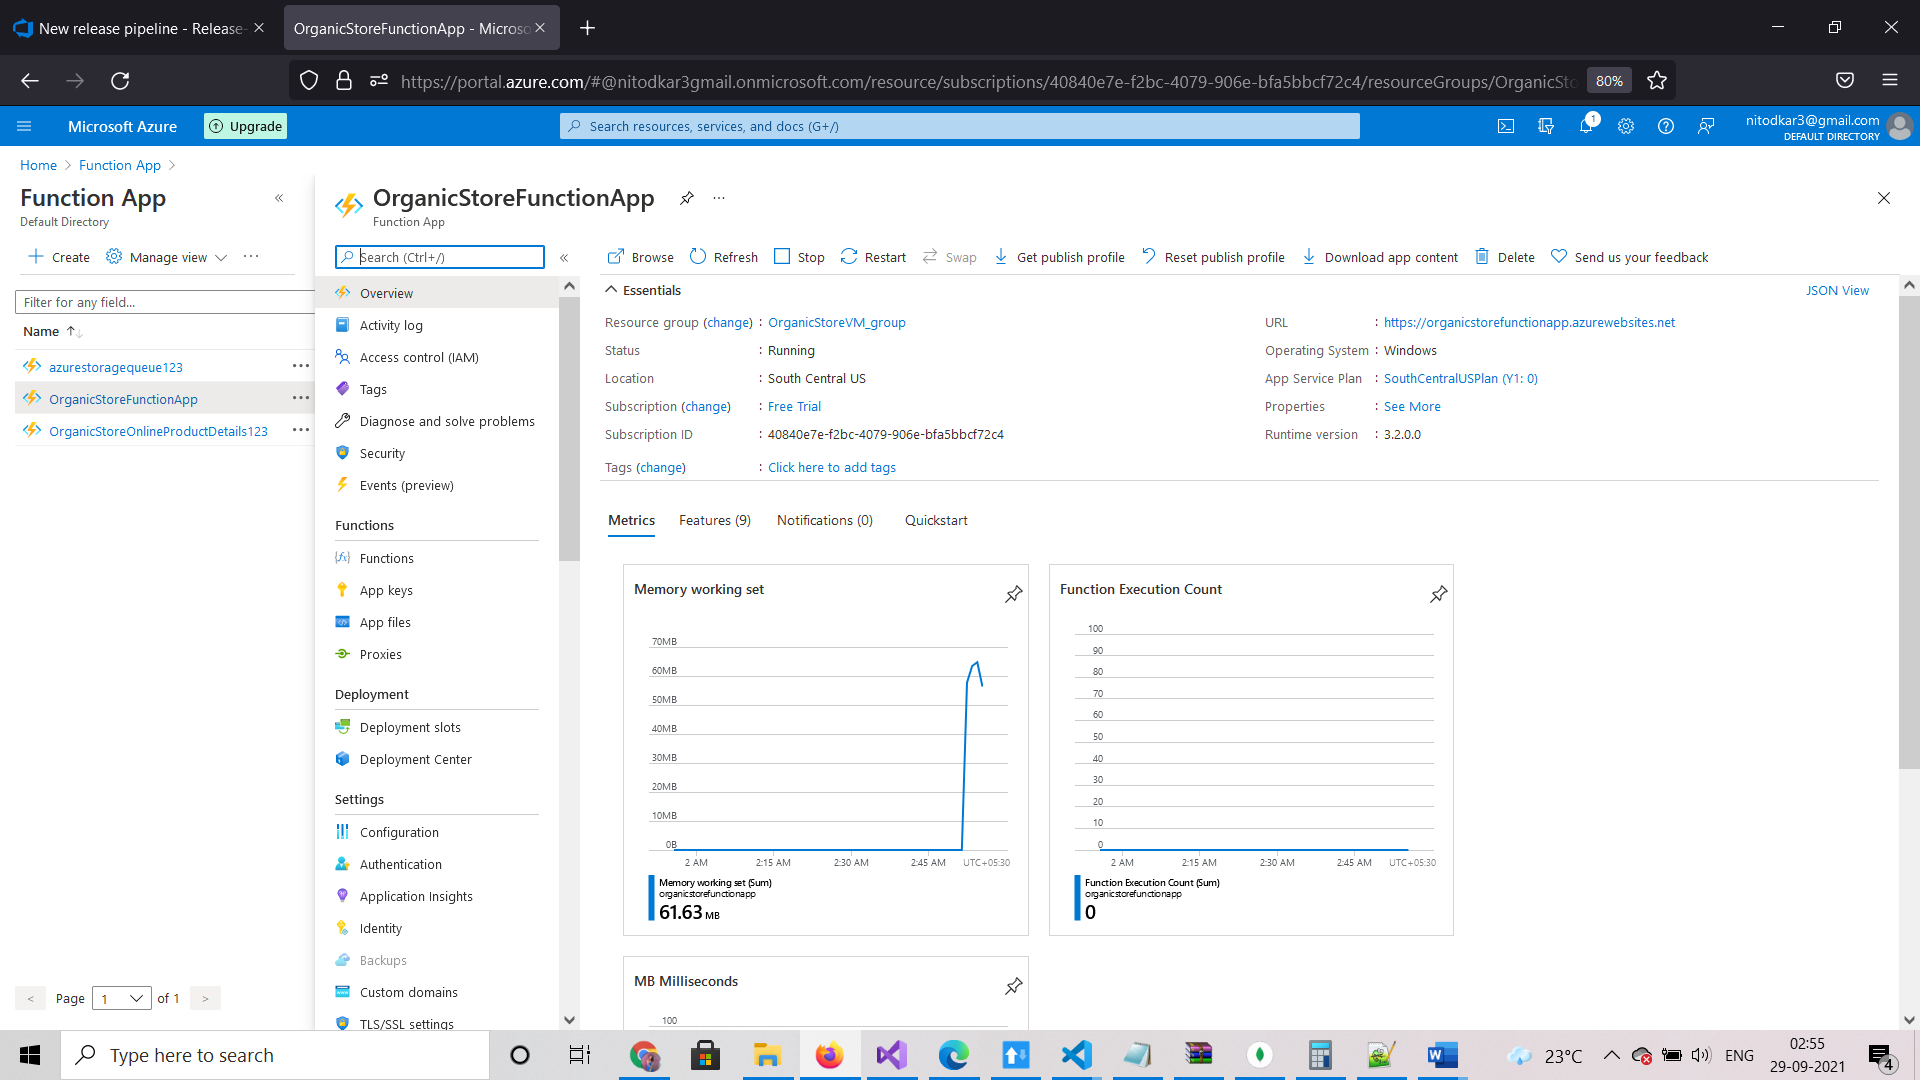 New release pipeline - Release-
OrganicStoreFunctionApp - Microso
https://portal.azure.com/#@nitodkar3gmail.onmicrosoft.com/resource/subscriptions/40840e7e-f2bc-4079-906e-bfa5bbcf72c4/resourceGroups/OrganicSto
80%
Microsoft Azure
Upgrade
Search resources, services, and docs (G+/)
1
nitodkar3@gmail.com
DEFAULT DIRECTORY
Home > Function App >
Function App
Default Directory
Create
Manage view
Filter for any field...
Name
azurestoragequeue123
OrganicStoreFunctionApp
OrganicStoreOnlineProductDetails123
< Page 1 of 1 >
OrganicStoreFunctionApp
Function App
Search (Ctrl+/)
Overview
Activity log
Access control (IAM)
Tags
Diagnose and solve problems
Security
Events (preview)
Functions
Functions
App keys
App files
Proxies
Deployment
Deployment slots
Deployment Center
Settings
Configuration
Authentication
Application Insights
Identity
Backups
Custom domains
TLS/SSL settings
Browse Refresh Stop Restart Swap Get publish profile Reset publish profile Download app content Delete Send us your feedback
Essentials
JSON View
Resource group (change) : OrganicStoreVM_group
Status : Running
Location : South Central US
Subscription (change) : Free Trial
Subscription ID : 40840e7e-f2bc-4079-906e-bfa5bbcf72c4
Tags (change) : Click here to add tags
URL : https://organicstorefunctionapp.azurewebsites.net
Operating System : Windows
App Service Plan : SouthCentralUSPlan (Y1: 0)
Properties : See More
Runtime version : 3.2.0.0
Metrics Features (9) Notifications (0) Quickstart
Memory working set
70MB
60MB
50MB
40MB
30MB
20MB
10MB
0B
2 AM 2:15 AM 2:30 AM 2:45 AM UTC+05:30
Memory working set (Sum)
organicstorefunctionapp
61.63 MB
Function Execution Count
100
90
80
70
60
50
40
30
20
10
0
2 AM 2:15 AM 2:30 AM 2:45 AM UTC+05:30
Function Execution Count (Sum)
organicstorefunctionapp
0
MB Milliseconds
100
Type here to search
23°C
ENG
02:55
29-09-2021
4